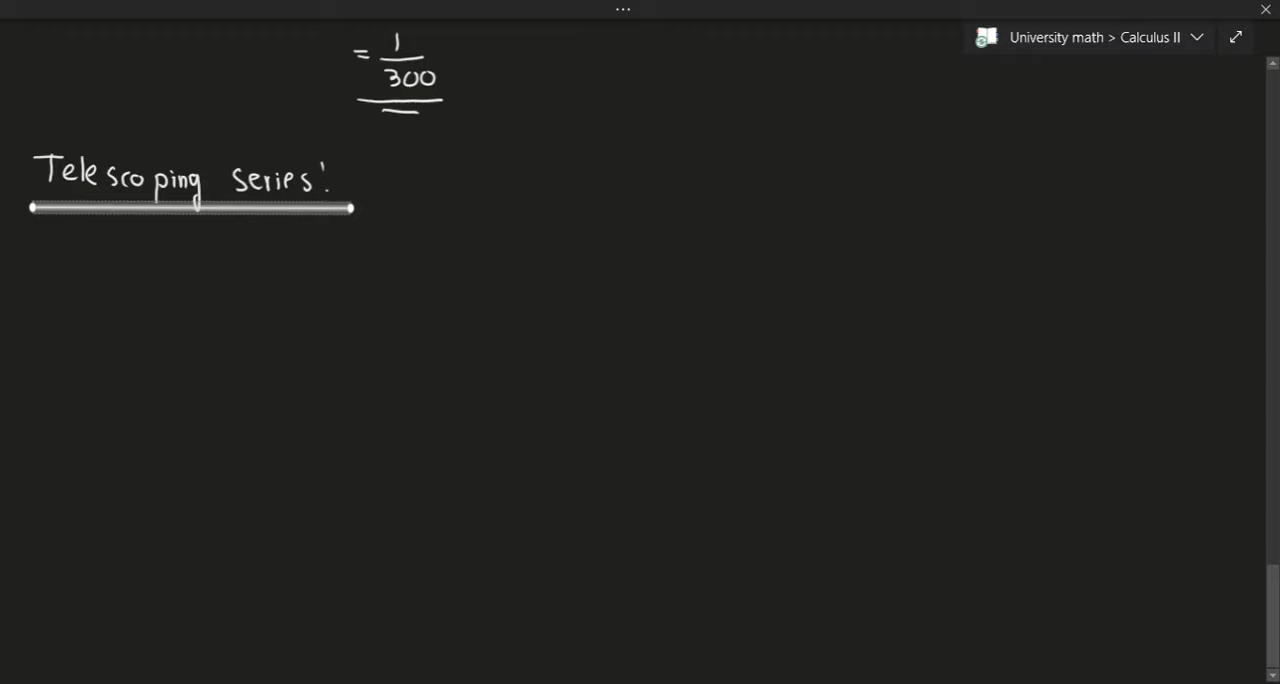 ...
University math > Calculus II
= 1/300
Telescoping series: